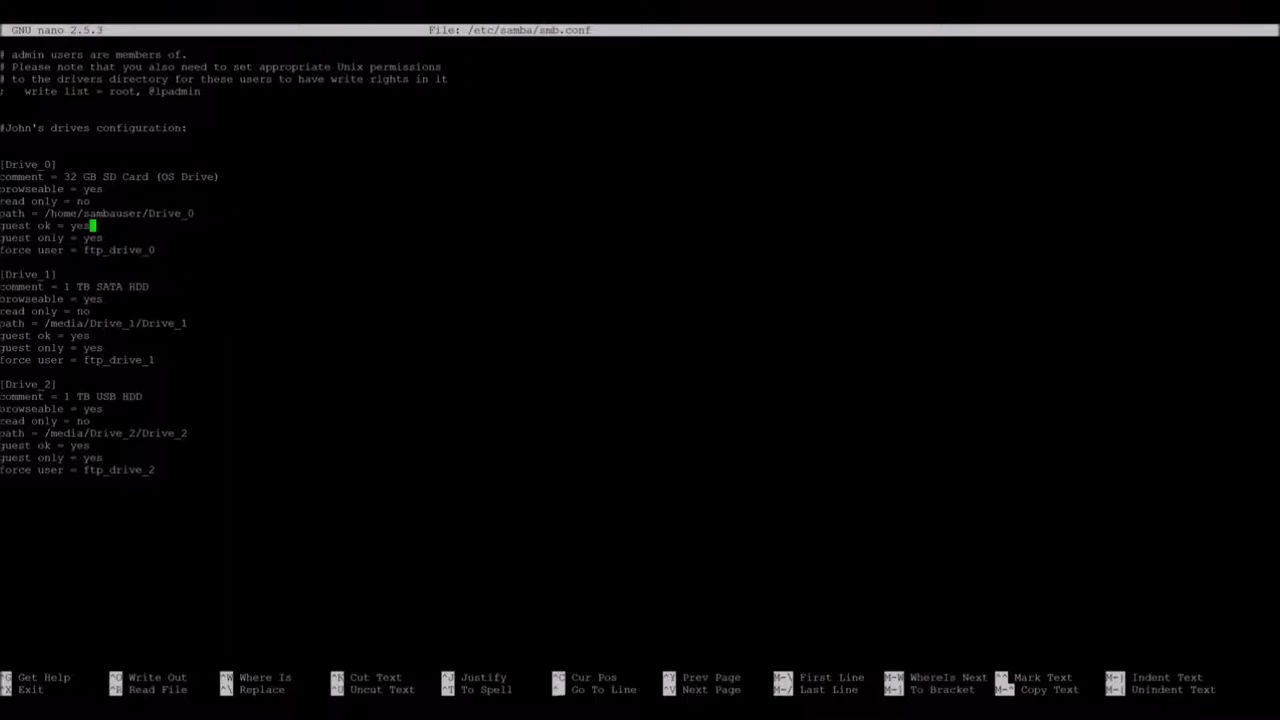 GNU nano 2.5.3 File: /etc/samba/smb.conf
# admin users are members of.
# Please note that you also need to set appropriate Unix permissions
# to the drivers directory for these users to have write rights in it
;   write list = root, @lpadmin
#John's drives configuration:
[Drive_0]
comment = 32 GB SD Card (OS Drive)
browseable = yes
read only = no
path = /home/sambauser/Drive_0
guest ok = yes
guest only = yes
force user = ftp_drive_0
[Drive_1]
comment = 1 TB SATA HDD
browseable = yes
read only = no
path = /media/Drive_1/Drive_1
guest ok = yes
guest only = yes
force user = ftp_drive_1
[Drive_2]
comment = 1 TB USB HDD
browseable = yes
read only = no
path = /media/Drive_2/Drive_2
guest ok = yes
guest only = yes
force user = ftp_drive_2
^G Get Help ^O Write Out ^W Where Is ^K Cut Text ^J Justify ^C Cur Pos ^Y Prev Page M-\ First Line M-W WhereIs Next ^^ Mark Text M-} Indent Text
^X Exit ^R Read File ^\ Replace ^U Uncut Text ^T To Spell ^_ Go To Line ^V Next Page M-/ Last Line M-] To Bracket M-^ Copy Text M-{ Unindent Text